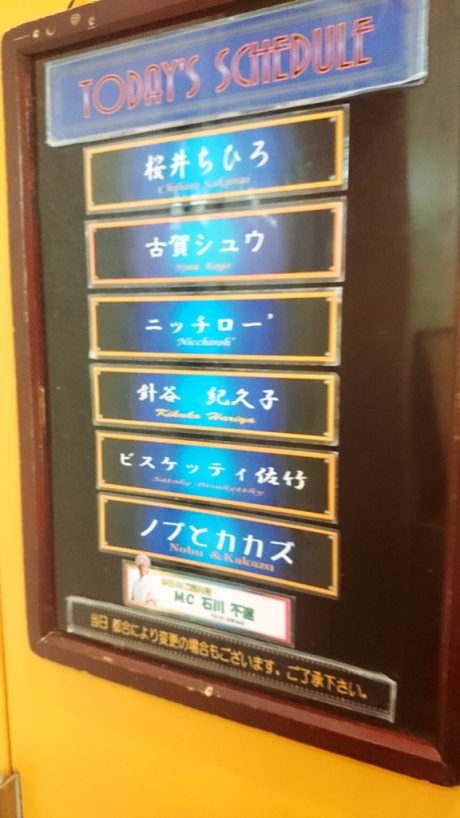 TODAY'S SCHEDULE
桜井ちひろ
Chihiro Sakurai
古賀シュウ
Syuu Koga
ニッチロー'
Nicchiroh'
針谷 紀久子
Kikuko Hariya
ビスケッティ佐竹
Satake Bisuketthy
ノブとカカズ
Nobu & Kakazu
MC 石川 不遜
当日 都合により変更の場合もございます。ご了承下さい。